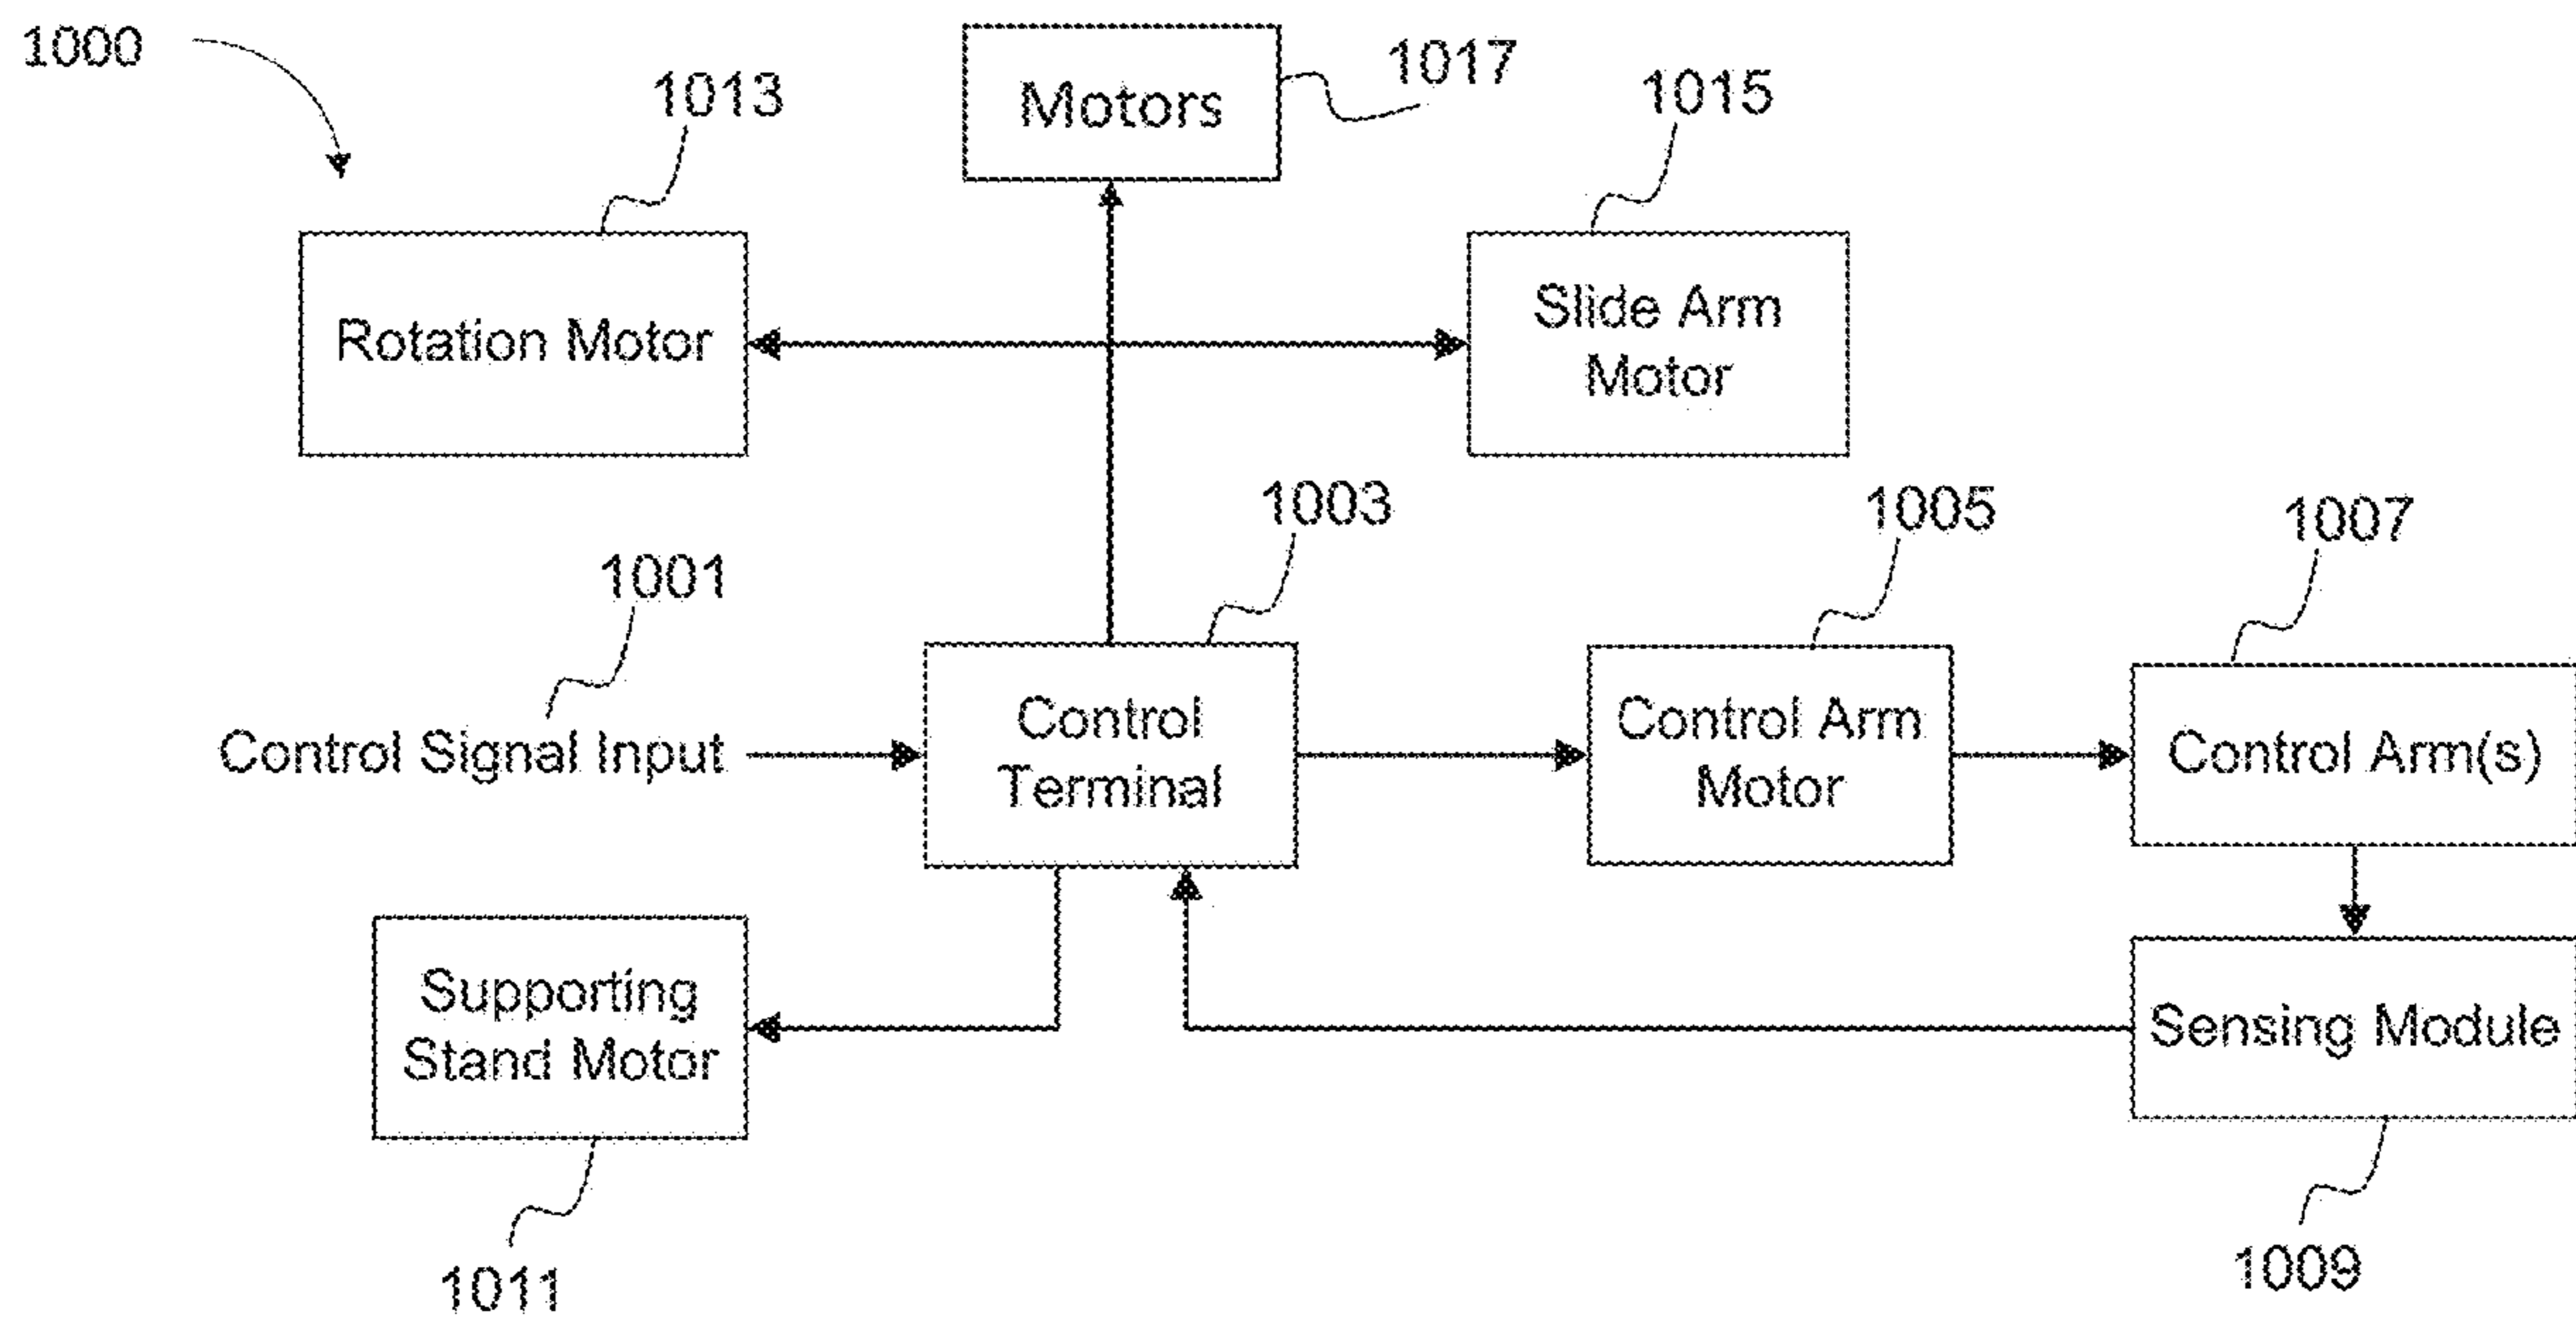 1000
1013
Motors
1017
1015
Rotation Motor
Slide Arm
Motor
1001
1003
1005
1007
Control Signal Input
Control
Terminal
Control Arm
Motor
Control Arm(s)
Supporting
Stand Motor
Sensing Module
1011
1009